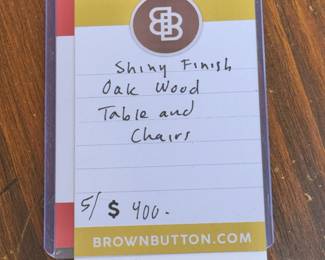 BB
Shiny Finish
Oak Wood
Table and
Chairs
5/ $ 400.-
BROWNBUTTON.COM